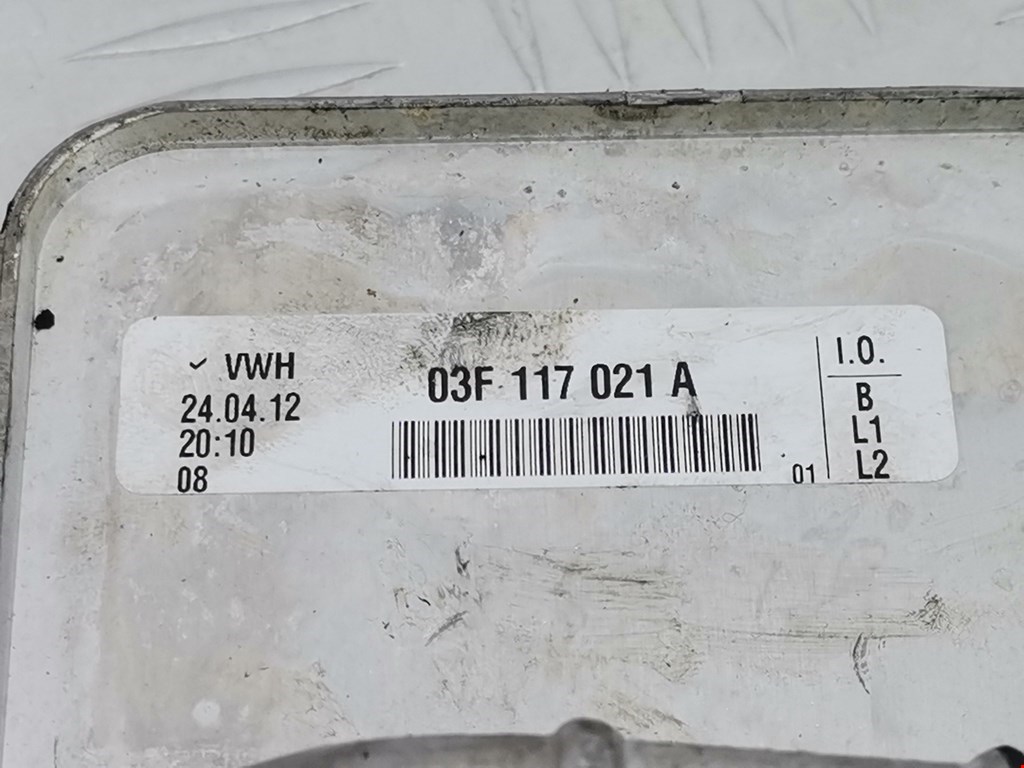 ✓ VWH
24.04.12
20:10
08
03F 117 021 A
01
I.O.
B
L1
L2